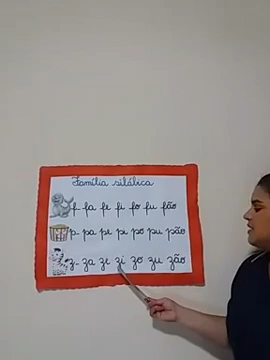 Família silábica
f- fa fe fi fo fu fão
p- pa pe pi po pu pão
z- za ze zi zo zu zão